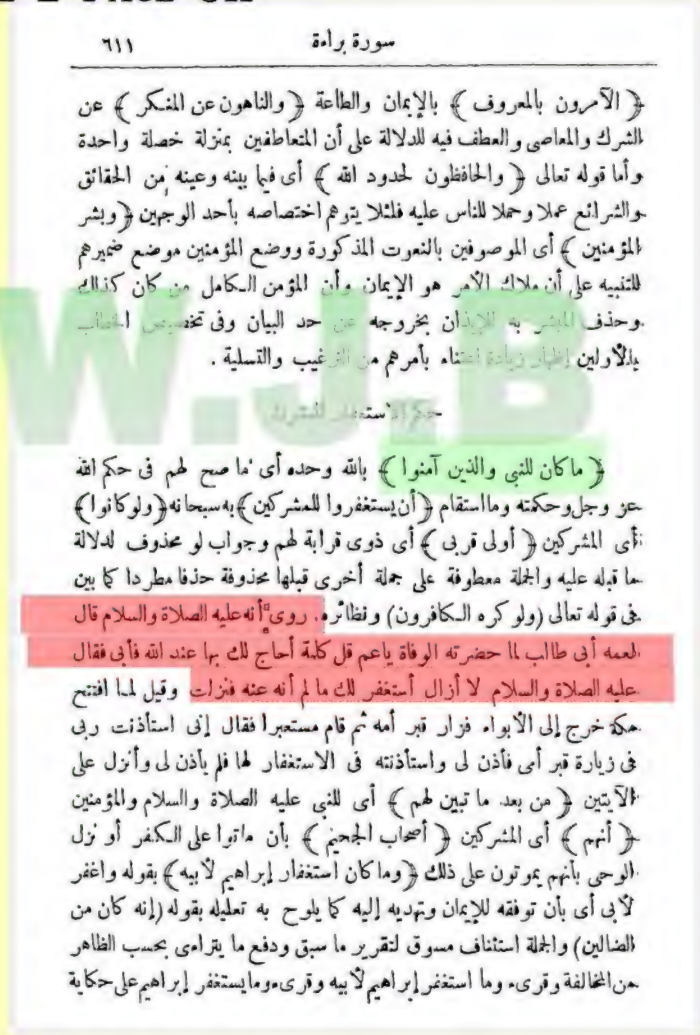 سورة براءة
٦١١
﴿ الآمرون بالمعروف ﴾ بالإيمان والطاعة ﴿ والناهون عن المنكر ﴾ عن
الشرك والمعاصى والعطف فيه للدلالة على أن المتعاطفين بمنزلة خصلة واحدة
وأما قوله تعالى ﴿ والحافظون لحدود الله ﴾ أى فيما بينه وعينه من الحقائق
والشرائع عملا وحملا للناس عليه فلئلا يتوهم اختصاصه بأحد الوجهين ﴿ وبشر
المؤمنين ﴾ أى الموصوفين بالنعوت المذكورة ووضع المؤمنين موضع ضميرهم
للتنبيه على أن ملاك الأمر هو الإيمان وأن المؤمن الكامل من كان كذلك
وحذف المبشر به للإيذان بخروجه عن حد البيان وفى تخصيص الخطاب
بالأولين إظهار زيادة اعتناء بأمرهم من الترغيب والتسلية .
حكم الاستغفار للمشرك
W.J.B
﴿ ما كان للنبى والذين آمنوا ﴾ بالله وحده أى ما صح لهم فى حكم الله
عز وجل وحكمته وما استقام ﴿ أن يستغفروا للمشركين ﴾ به سبحانه ﴿ ولو كانوا ﴾
أى المشركين ﴿ أولى قربى ﴾ أى ذوى قرابة لهم وجواب لو محذوف لدلالة
ما قبله عليه والجملة معطوفة على جملة أخرى قبلها محذوفة حذفا مطردا كما بين
فى قوله تعالى (ولو كره الكافرون) ونظائره. روى أنه عليه الصلاة والسلام قال
لعمه أبى طالب لما حضرته الوفاة ياعم قل كلمة أحاج لك بها عند الله فأبى فقال
عليه الصلاة والسلام لا أزال أستغفر لك ما لم أنه عنه فنزلت وقيل لما افتتح
مكة خرج إلى الأبواء فزار قبر أمه ثم قام مستعبرا فقال إنى استأذنت ربى
فى زيارة قبر أمى فأذن لى واستأذنته فى الاستغفار لها فلم يأذن لى وأنزل على
الآيتين ﴿ من بعد ما تبين لهم ﴾ أى للنبى عليه الصلاة والسلام والمؤمنين
﴿ أنهم ﴾ أى المشركين ﴿ أصحاب الجحيم ﴾ بأن ماتوا على الكفر أو نزل
الوحى بأنهم يموتون على ذلك ﴿ وما كان استغفار إبراهيم لأبيه ﴾ بقوله واغفر
لأبى أى بأن توفقه للإيمان وتهديه إليه كما يلوح به تعليله بقوله (إنه كان من
الضالين) والجملة استئناف مسوق لتقرير ما سبق ودفع ما يتراءى بحسب الظاهر
من المخالفة وقرىء وما استغفر إبراهيم لأبيه وقرىء وما يستغفر إبراهيم على حكاية